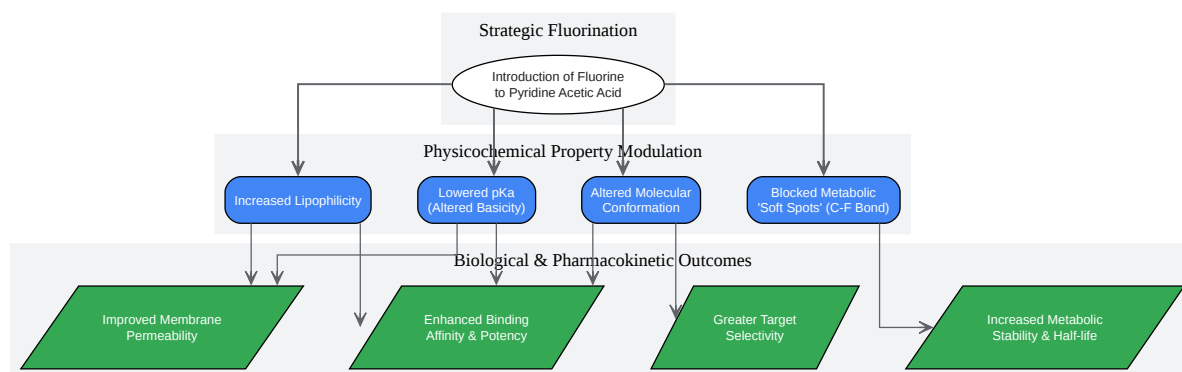 Strategic Fluorination
Introduction of Fluorine
to Pyridine Acetic Acid
Physicochemical Property Modulation
Increased Lipophilicity
Lowered pKa
(Altered Basicity)
Altered Molecular
Conformation
Blocked Metabolic
'Soft Spots' (C-F Bond)
Biological & Pharmacokinetic Outcomes
Improved Membrane
Permeability
Enhanced Binding
Affinity & Potency
Greater Target
Selectivity
Increased Metabolic
Stability & Half-life